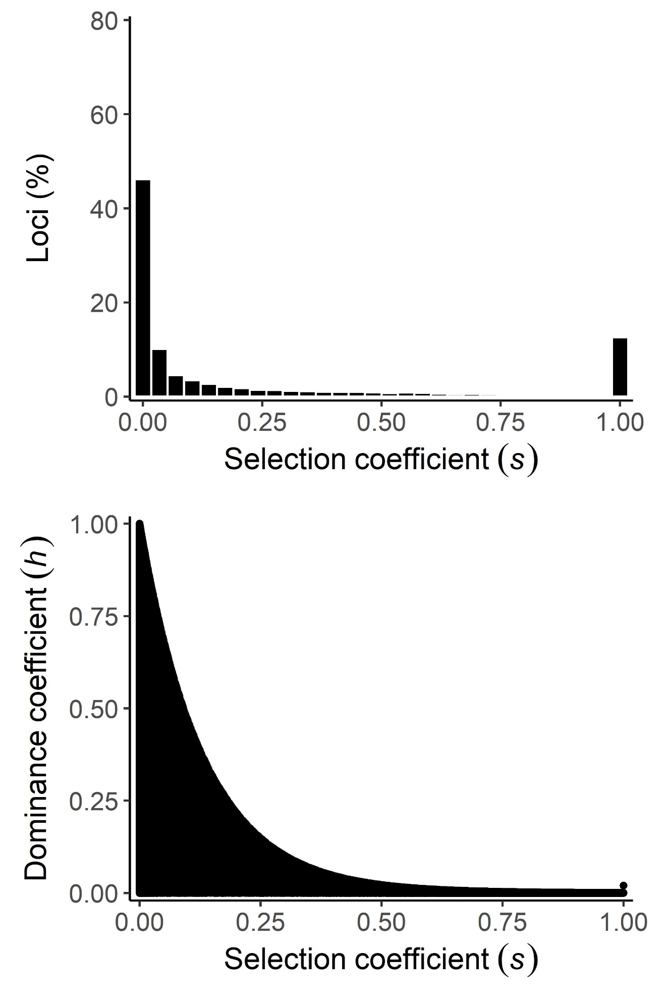 Loci (%)
80
60
40
20
0
0.00 0.25 0.50 0.75 1.00
Selection coefficient (s)
Dominance coefficient (h)
1.00
0.75
0.50
0.25
0.00
0.00 0.25 0.50 0.75 1.00
Selection coefficient (s)